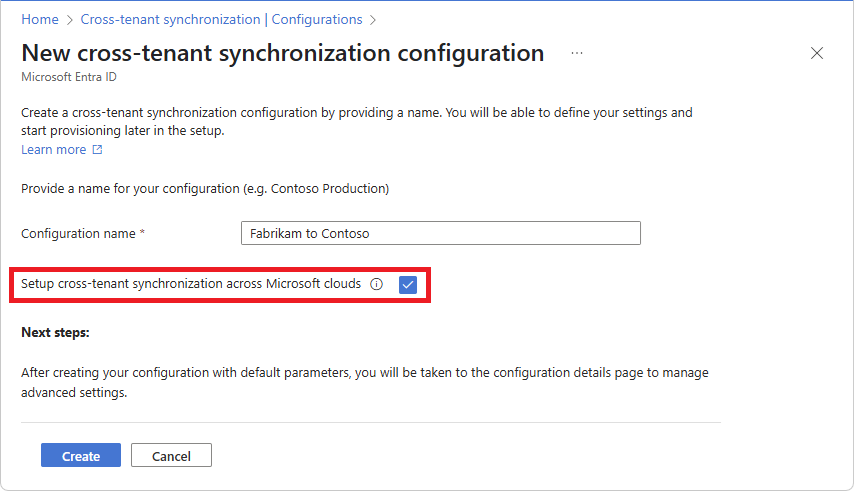 Home > Cross-tenant synchronization | Configurations >
New cross-tenant synchronization configuration ...
Microsoft Entra ID
Create a cross-tenant synchronization configuration by providing a name. You will be able to define your settings and
start provisioning later in the setup.
Learn more
Provide a name for your configuration (e.g. Contoso Production)
Configuration name * Fabrikam to Contoso
Setup cross-tenant synchronization across Microsoft clouds
Next steps:
After creating your configuration with default parameters, you will be taken to the configuration details page to manage
advanced settings.
Create Cancel